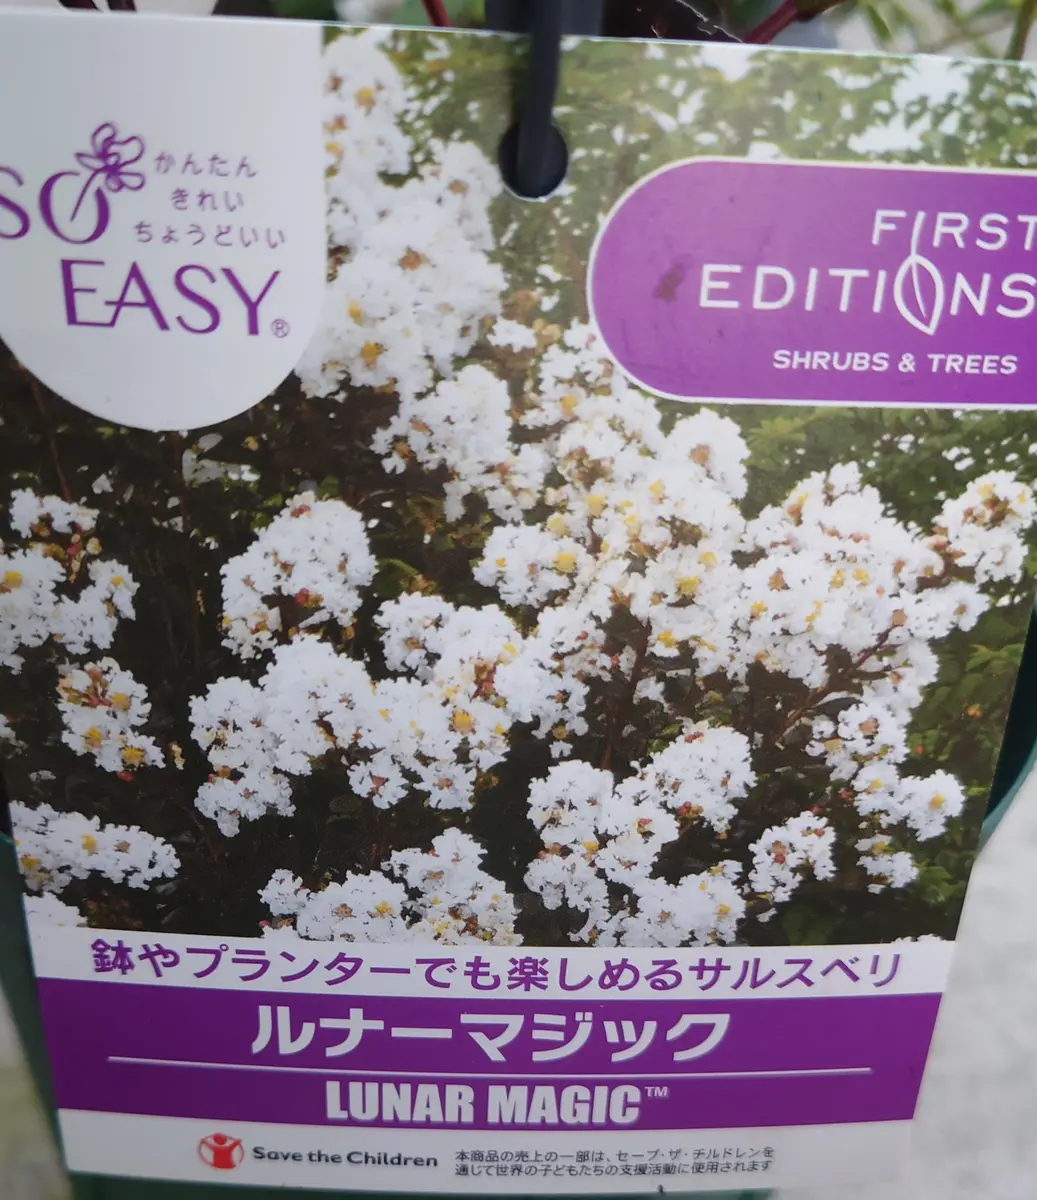 SO
かんたん
きれい
ちょうどいい
EASY®
FIRST
EDITIONS
SHRUBS & TREES
鉢やプランターでも楽しめるサルスベリ
ルナーマジック
LUNAR MAGIC™
Save the Children
本商品の売上の一部は、セーブ・ザ・チルドレンを
通じて世界の子どもたちの支援活動に使用されます